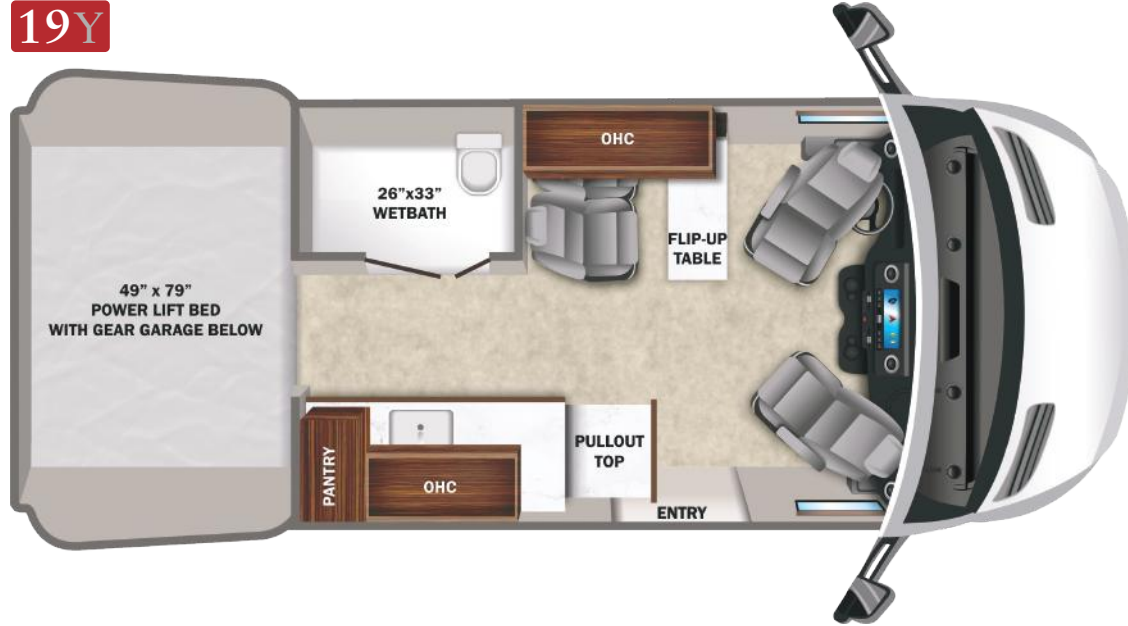 19Y
OHC
26”x33”
WETBATH
FLIP-UP
TABLE
49” x 79”
POWER LIFT BED
WITH GEAR GARAGE BELOW
PANTRY
OHC
PULLOUT
TOP
ENTRY